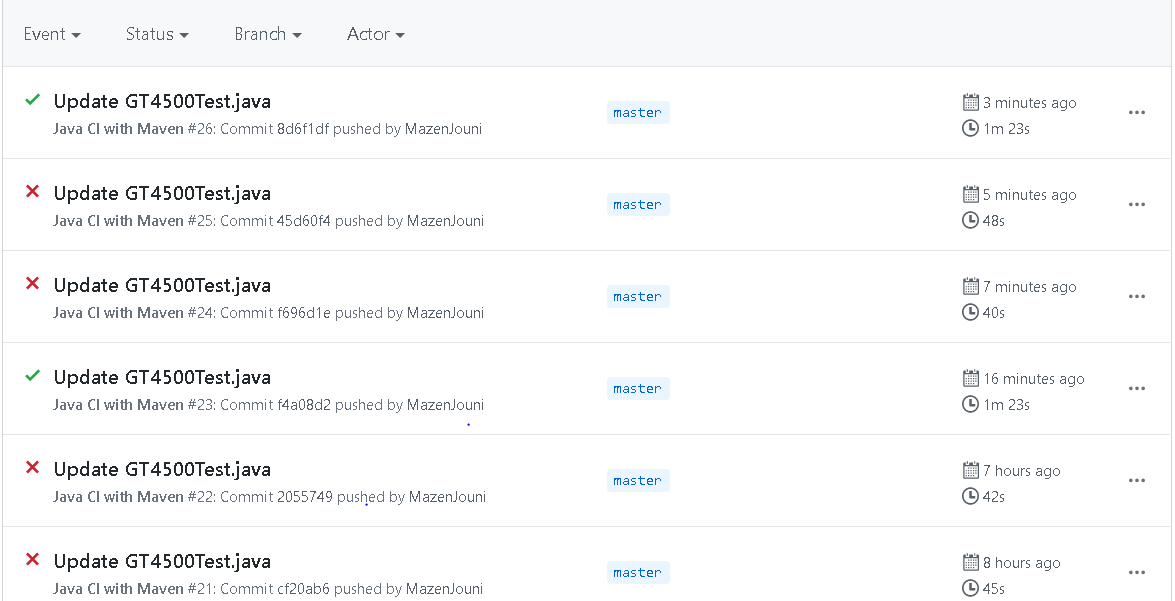 Event Status Branch Actor
Update GT4500Test.java
Java CI with Maven #26: Commit 8d6f1df pushed by MazenJouni
master
3 minutes ago
1m 23s
Update GT4500Test.java
Java CI with Maven #25: Commit 45d60f4 pushed by MazenJouni
master
5 minutes ago
48s
Update GT4500Test.java
Java CI with Maven #24: Commit f696d1e pushed by MazenJouni
master
7 minutes ago
40s
Update GT4500Test.java
Java CI with Maven #23: Commit f4a08d2 pushed by MazenJouni
master
16 minutes ago
1m 23s
Update GT4500Test.java
Java CI with Maven #22: Commit 2055749 pushed by MazenJouni
master
7 hours ago
42s
Update GT4500Test.java
Java CI with Maven #21: Commit cf20ab6 pushed by MazenJouni
master
8 hours ago
45s